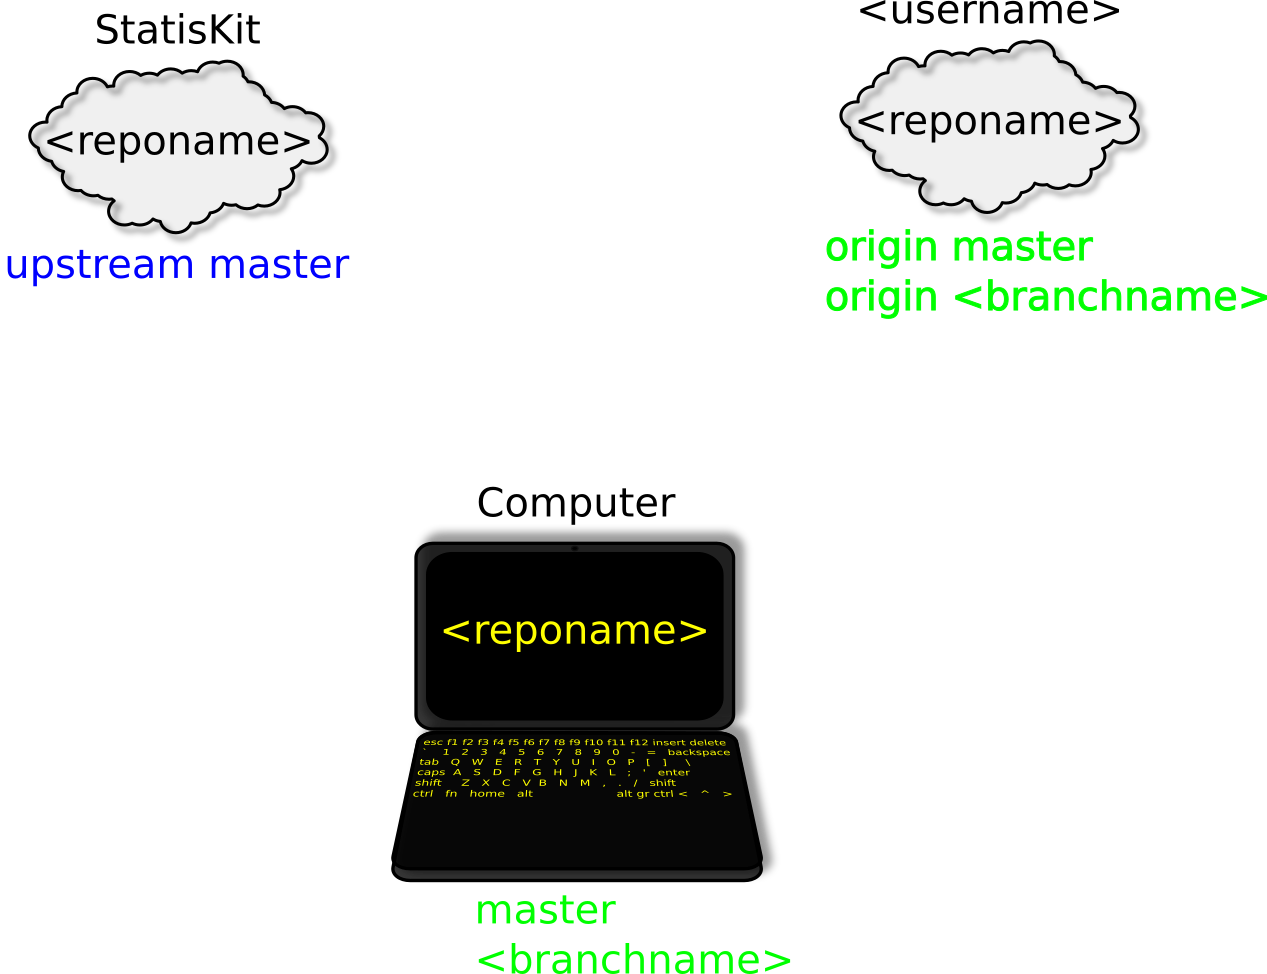 StatisKit
<username>
<reponame>
<reponame>
upstream master
origin master
origin <branchname>
Computer
<reponame>
esc f1 f2 f3 f4 f5 f6 f7 f8 f9 f10 f11 f12 insert delete
` 1 2 3 4 5 6 7 8 9 0 - = backspace
tab Q W E R T Y U I O P [ ] \
caps A S D F G H J K L ; ' enter
shift Z X C V B N M , . / shift
ctrl fn home alt alt gr ctrl < ^ >
master
<branchname>